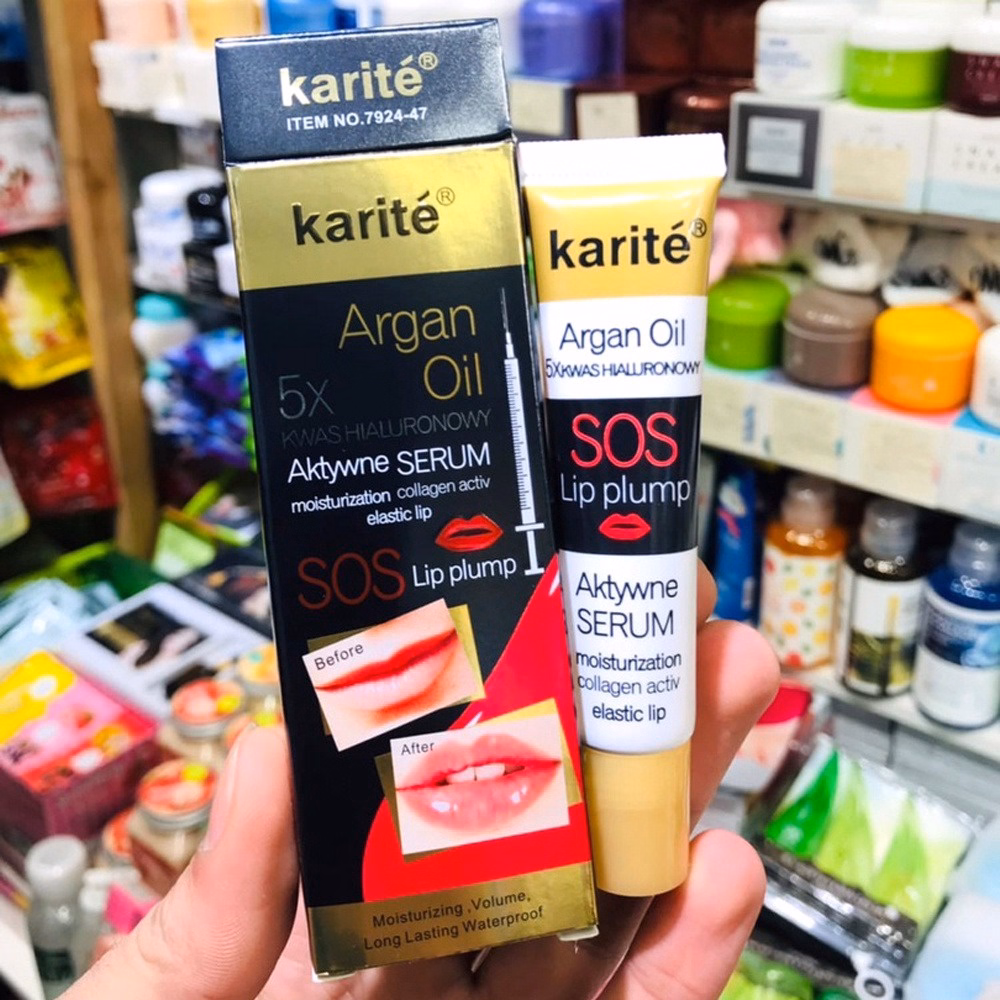 karité®
ITEM NO.7924-47
karité®
Argan
Oil
5X
KWAS HIALURONOWY
Aktywne SERUM
moisturization collagen activ
elastic lip
SOS Lip plump
Before
After
Moisturizing ,Volume,
Long Lasting Waterproof
karité®
Argan Oil
5XKWAS HIALURONOWY
SOS
Lip plump
Aktywne
SERUM
moisturization
collagen activ
elastic lip